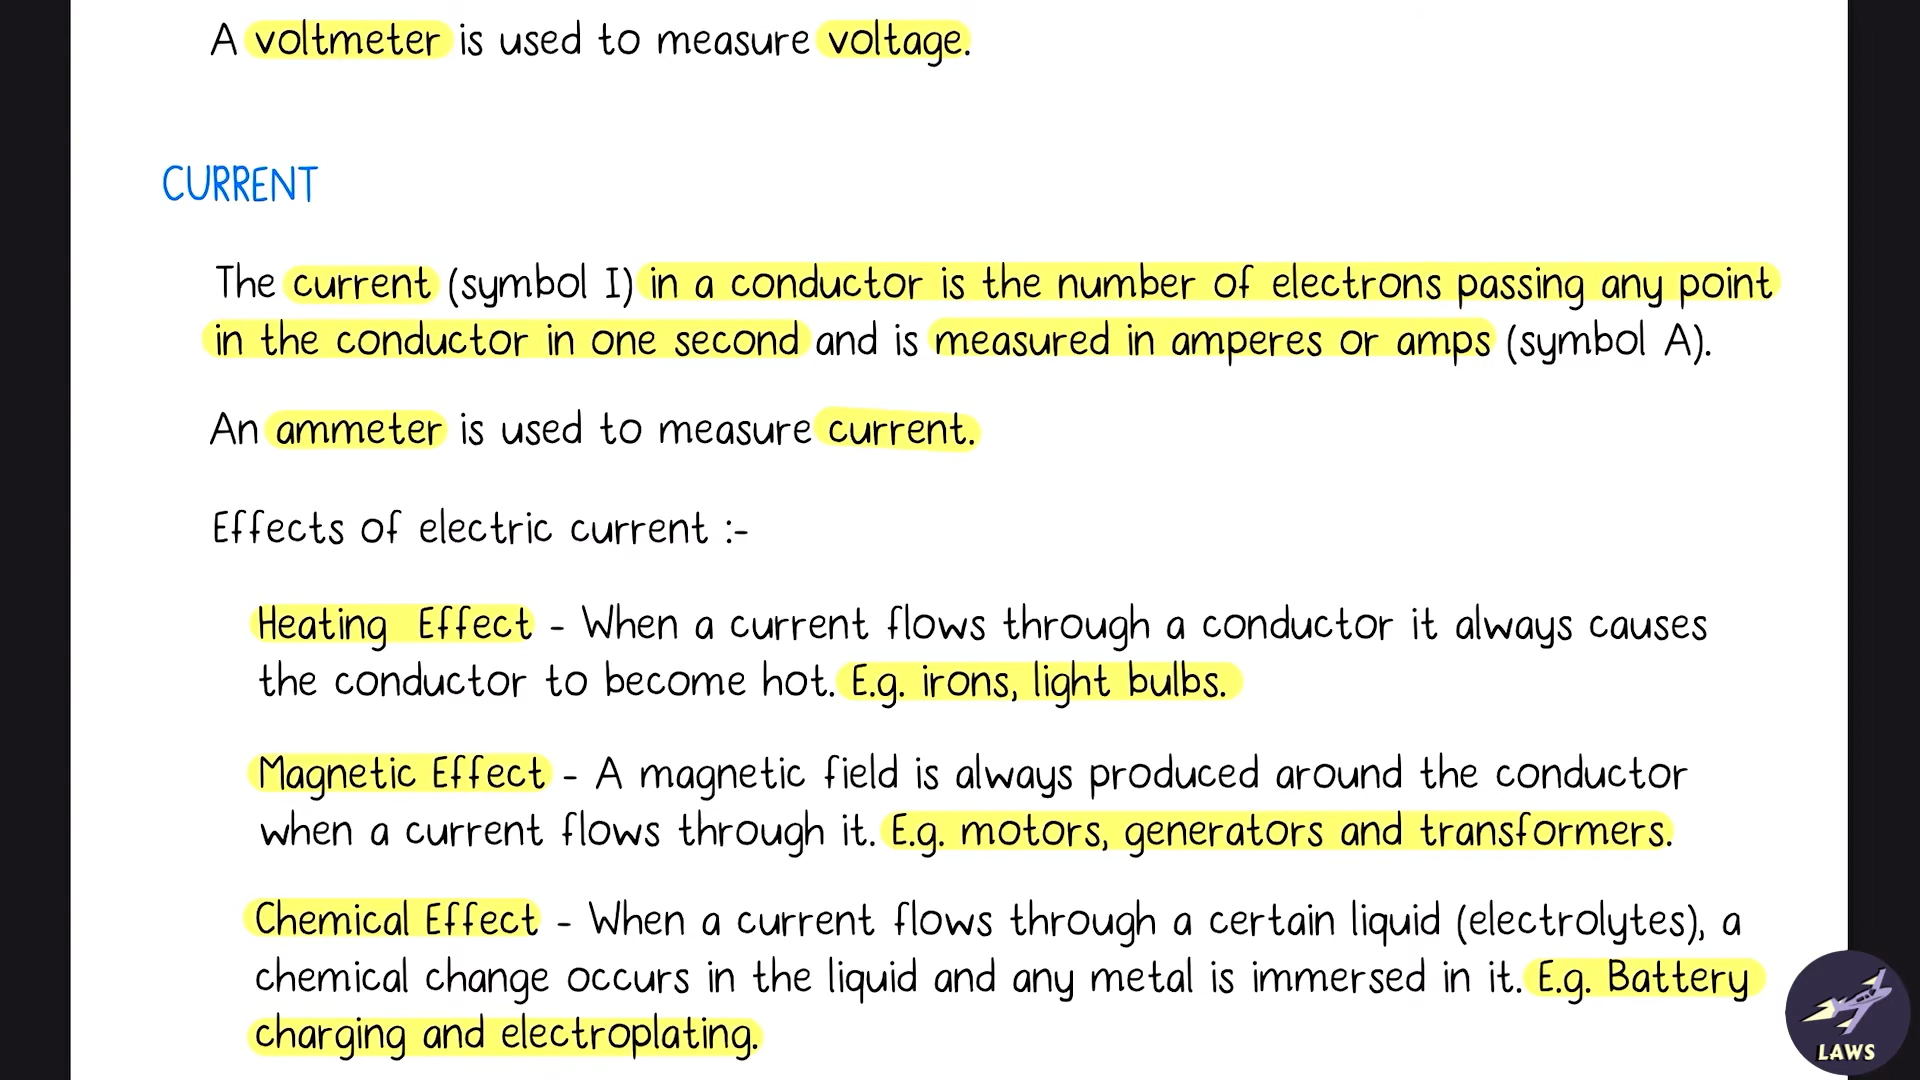 A voltmeter is used to measure voltage.
CURRENT
The current (symbol I) in a conductor is the number of electrons passing any point
in the conductor in one second and is measured in amperes or amps (symbol A).
An ammeter is used to measure current.
Effects of electric current :-
Heating Effect - When a current flows through a conductor it always causes
the conductor to become hot. E.g. irons, light bulbs.
Magnetic Effect - A magnetic field is always produced around the conductor
when a current flows through it. E.g. motors, generators and transformers.
Chemical Effect - When a current flows through a certain liquid (electrolytes), a
chemical change occurs in the liquid and any metal is immersed in it. E.g. Battery
charging and electroplating.
LAWS